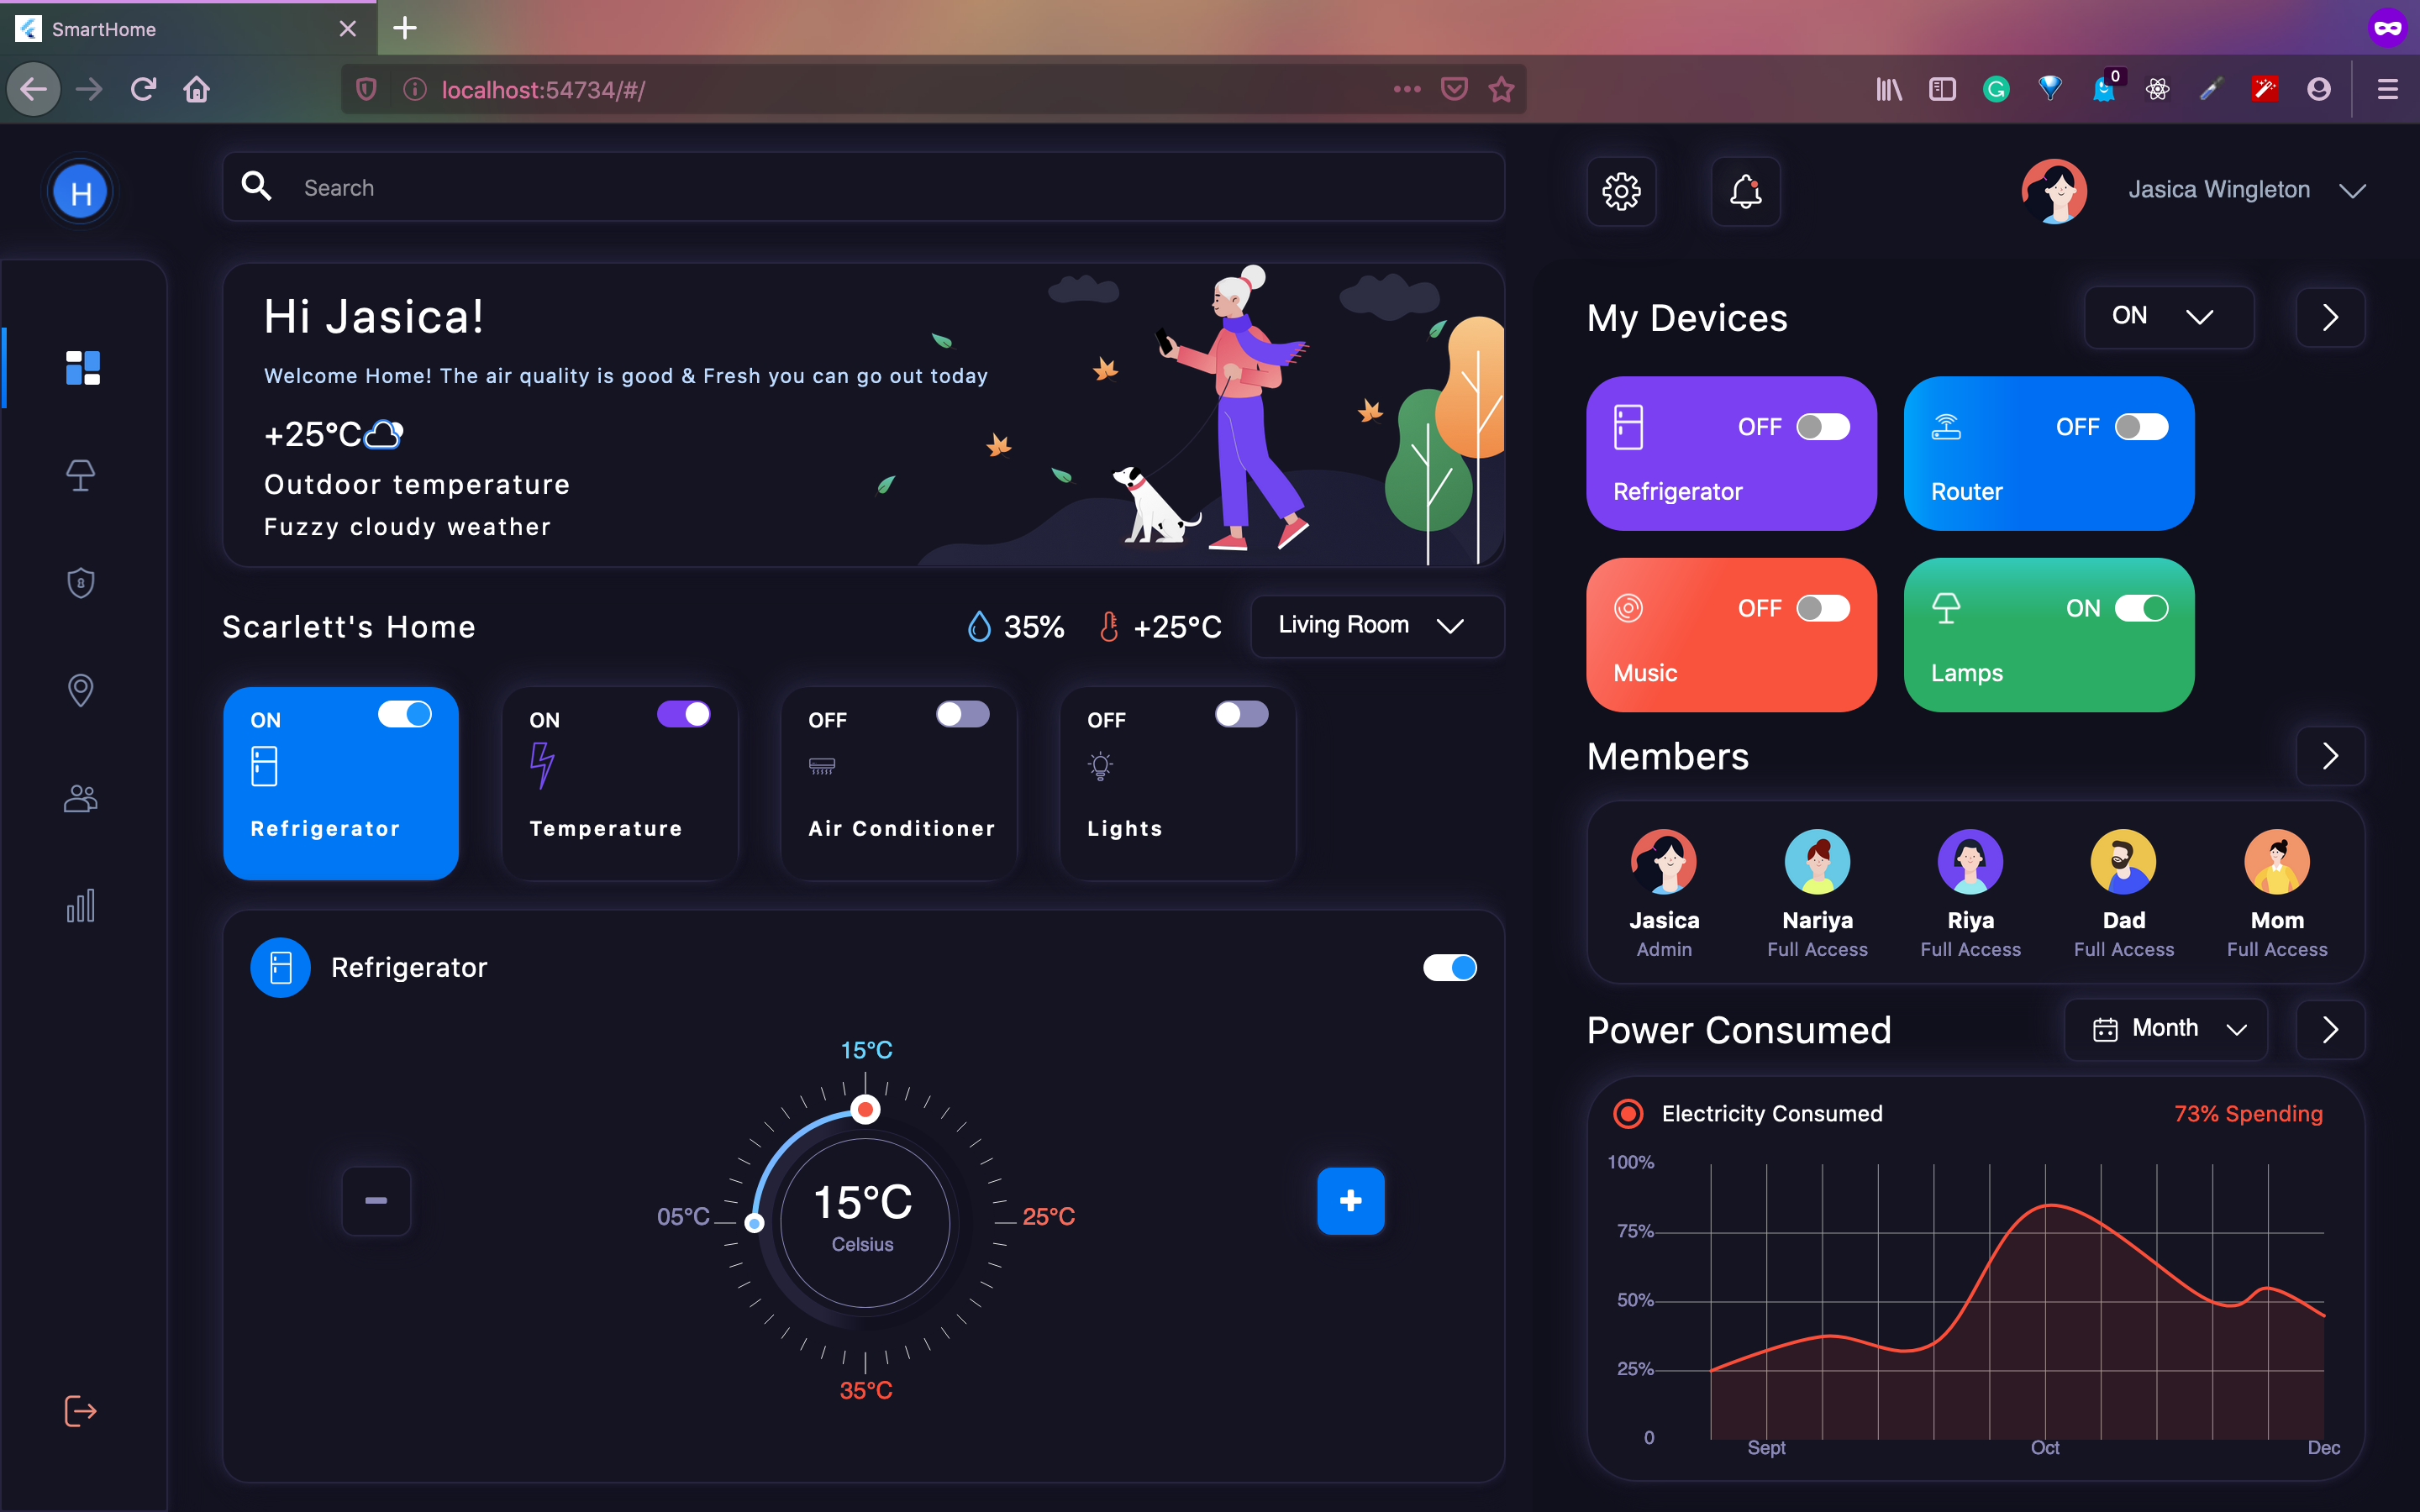 SmartHome
localhost:54734/#/
0
H
Search
Jasica Wingleton
Hi Jasica!
Welcome Home! The air quality is good & Fresh you can go out today
+25°C
Outdoor temperature
Fuzzy cloudy weather
Scarlett's Home
35%
+25°C
Living Room
ON
Refrigerator
ON
Temperature
OFF
Air Conditioner
OFF
Lights
Refrigerator
15°C
05°C
15°C
Celsius
25°C
35°C
My Devices
ON
OFF
Refrigerator
OFF
Router
OFF
Music
ON
Lamps
Members
Jasica
Admin
Nariya
Full Access
Riya
Full Access
Dad
Full Access
Mom
Full Access
Power Consumed
Month
Electricity Consumed
73% Spending
100%
75%
50%
25%
0
Sept
Oct
Dec